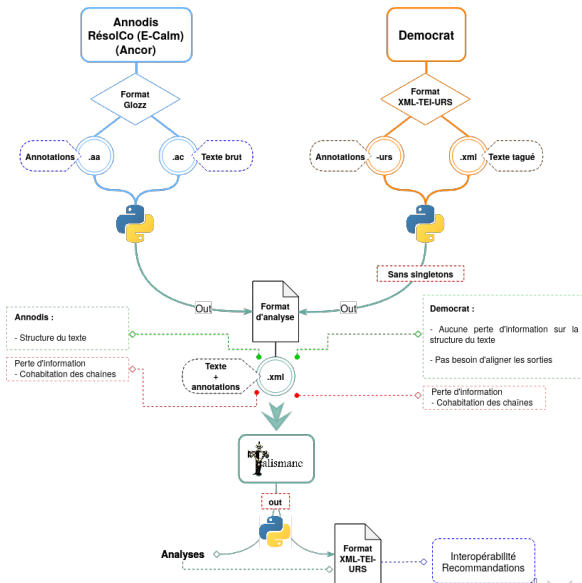 Annodis
RésolCo (E-Calm)
(Ancor)
Democrat
Format
Glozz
Format
XML-TEI-URS
Annotations
.aa
.ac
Texte brut
Annotations
-urs
.xml
Texte tagué
Sans singletons
Out
Out
Format
d'analyse
Annodis :
- Structure du texte
Democrat :
- Aucune perte d'information sur la
structure du texte
- Pas besoin d'aligner les sorties
Perte d'information
- Cohabitation des chaînes
Texte
+
annotations
.xml
Perte d'information
- Cohabitation des chaînes
alismane
out
Analyses
Format
XML-TEI-
URS
Interopérabilité
Recommandations